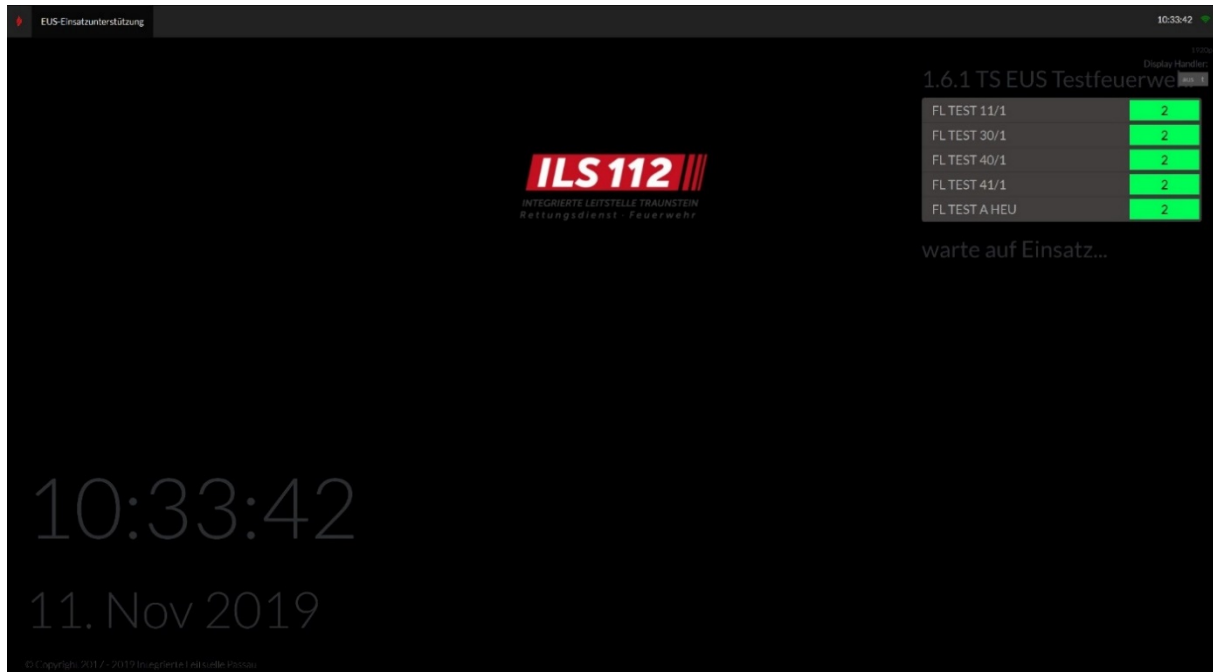 EUS-Einsatzunterstützung
10:33:42
Display Handler:
1.6.1 TS EUS Testfeuerwe
aus
FL TEST 11/1 2
FL TEST 30/1 2
FL TEST 40/1 2
FL TEST 41/1 2
FL TEST A HEU 2
ILS 112
INTEGRIERTE LEITSTELLE TRAUNSTEIN
Rettungsdienst - Feuerwehr
warte auf Einsatz...
10:33:42
11. Nov 2019
© Copyright 2017 - 2019 Integrierte Leitstelle Passau